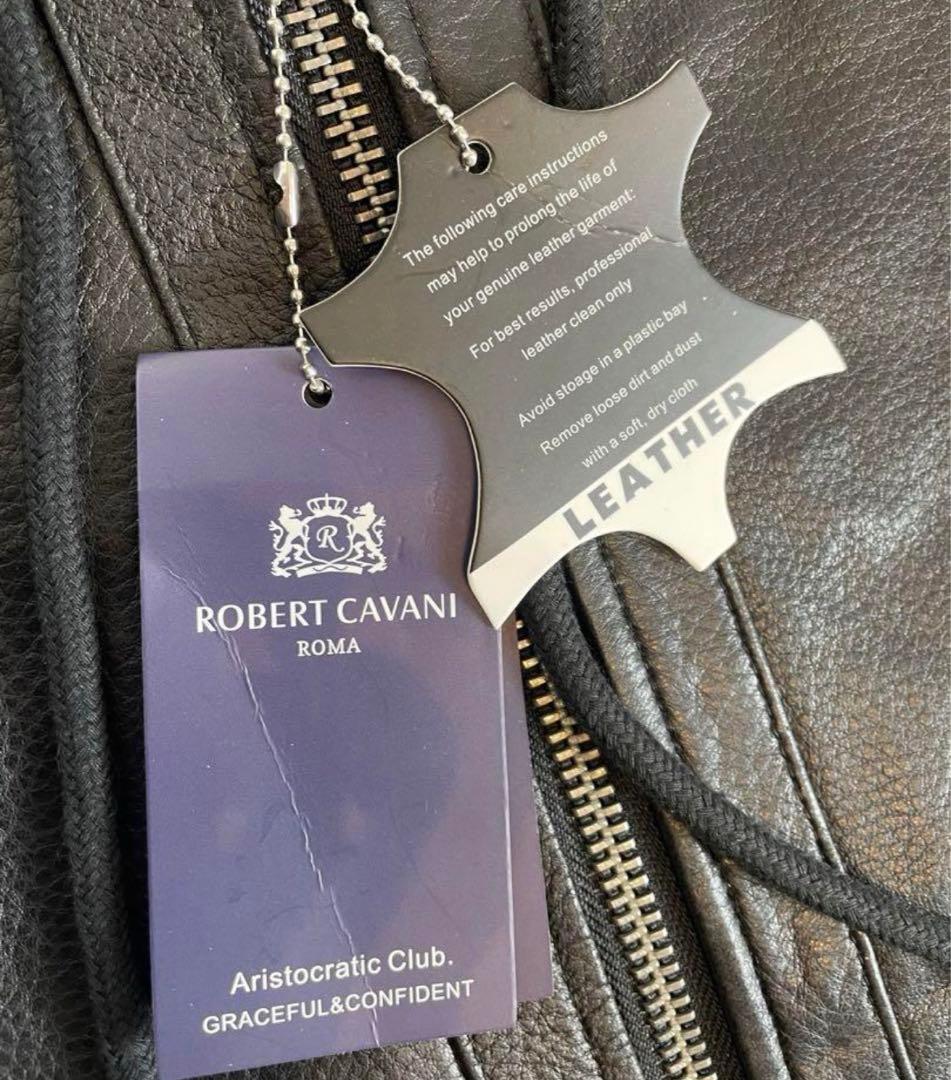 The following care instructions
may help to prolong the life of
your genuine leather garment:
For best results, professional
leather clean only
Avoid stoage in a plastic bay
Remove loose dirt and dust
with a soft, dry cloth
LEATHER
R
ROBERT CAVANI
ROMA
Aristocratic Club.
GRACEFUL&CONFIDENT